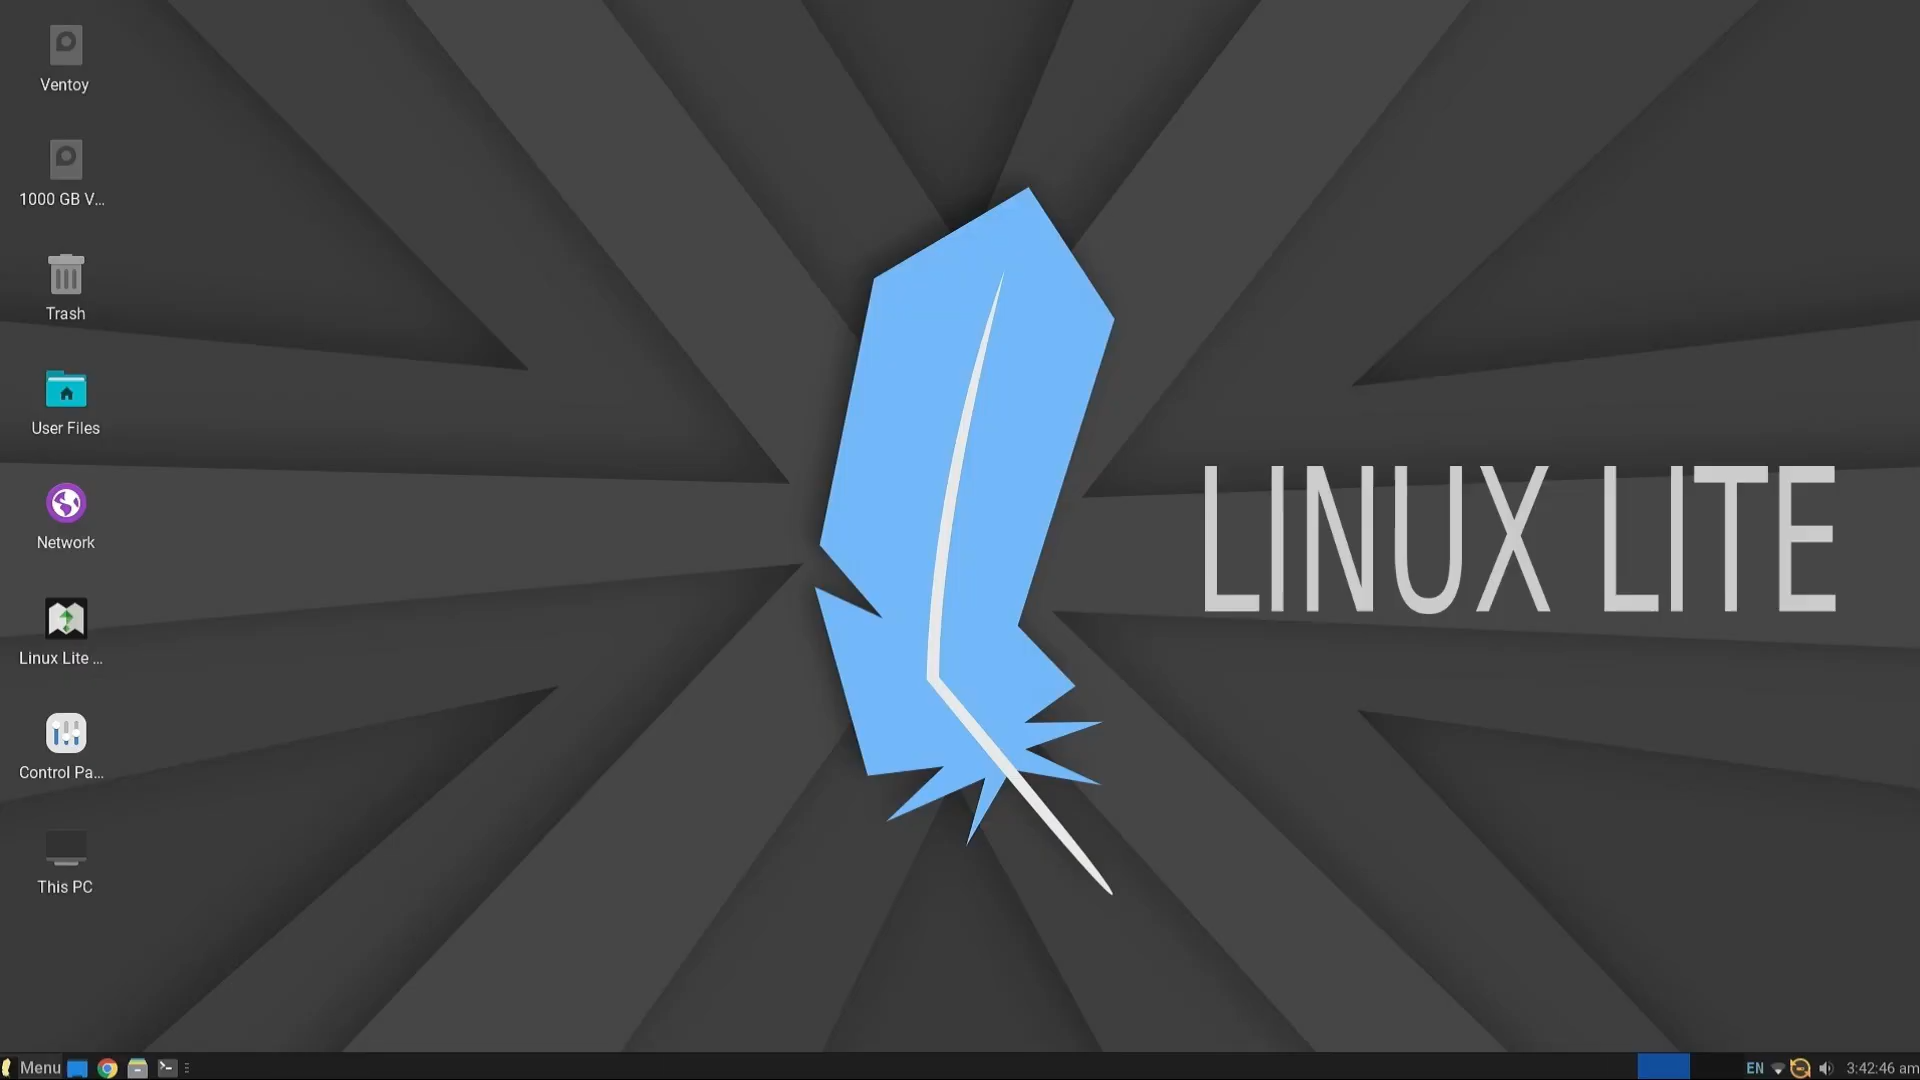 Ventoy
1000 GB V...
Trash
User Files
Network
Linux Lite ...
Control Pa...
This PC
LINUX LITE
Menu
EN
3:42:46 am